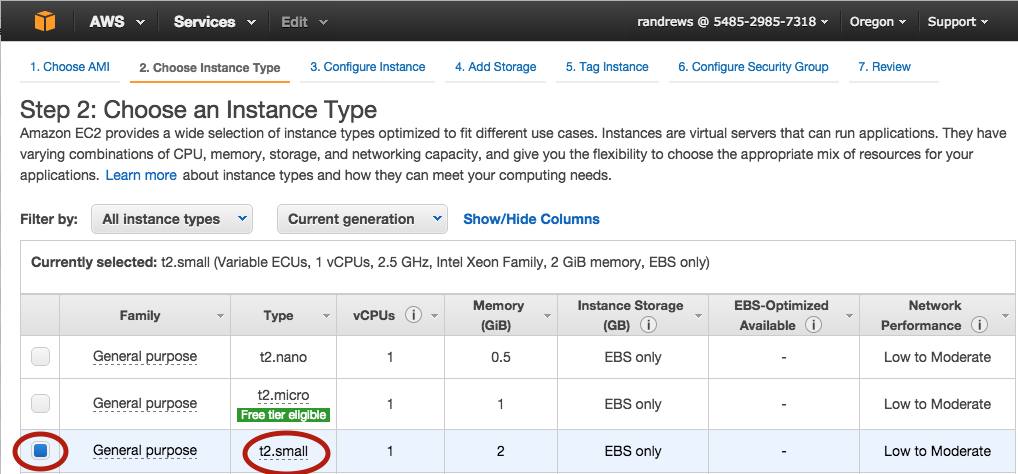 AWS Services Edit randrews @ 5485-2985-7318 Oregon Support
1. Choose AMI 2. Choose Instance Type 3. Configure Instance 4. Add Storage 5. Tag Instance 6. Configure Security Group 7. Review
Step 2: Choose an Instance Type
Amazon EC2 provides a wide selection of instance types optimized to fit different use cases. Instances are virtual servers that can run applications. They have
varying combinations of CPU, memory, storage, and networking capacity, and give you the flexibility to choose the appropriate mix of resources for your
applications. Learn more about instance types and how they can meet your computing needs.
Filter by: All instance types Current generation Show/Hide Columns
Currently selected: t2.small (Variable ECUs, 1 vCPUs, 2.5 GHz, Intel Xeon Family, 2 GiB memory, EBS only)
Family Type vCPUs i Memory (GiB) Instance Storage (GB) i EBS-Optimized Available i Network Performance i
General purpose t2.nano 1 0.5 EBS only - Low to Moderate
General purpose t2.micro Free tier eligible 1 1 EBS only - Low to Moderate
General purpose t2.small 1 2 EBS only - Low to Moderate